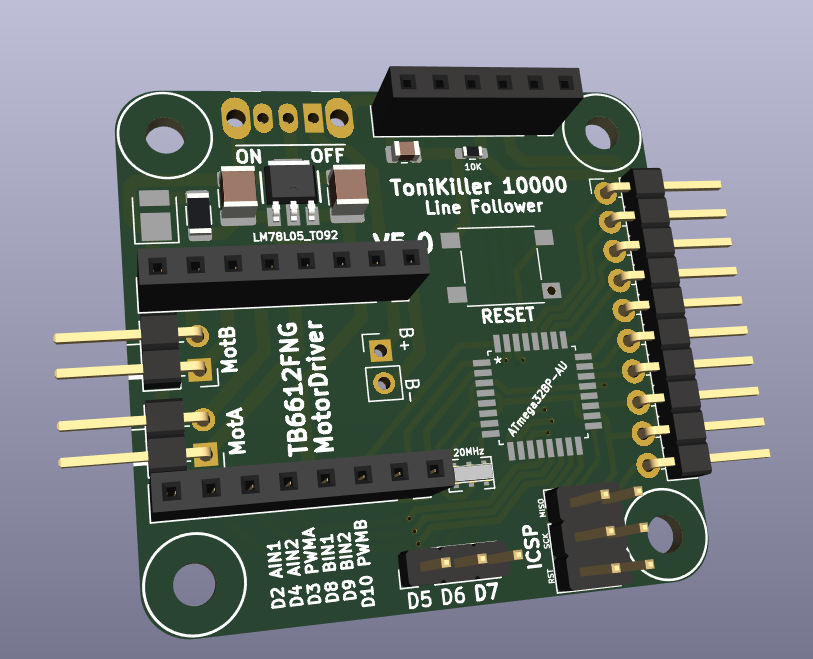 ON OFF
10K
ToniKiller 10000
Line Follower
LM78L05_TO92
RESET
MotB
MotA
TB6612FNG
MotorDriver
B+
B-
*
ATmega328P-AU
20MHz
D2 AIN1
D4 AIN2
D3 PWMA
D8 BIN1
D9 BIN2
D10 PWMB
D5 D6 D7
ICSP
MISO
SCK
RST